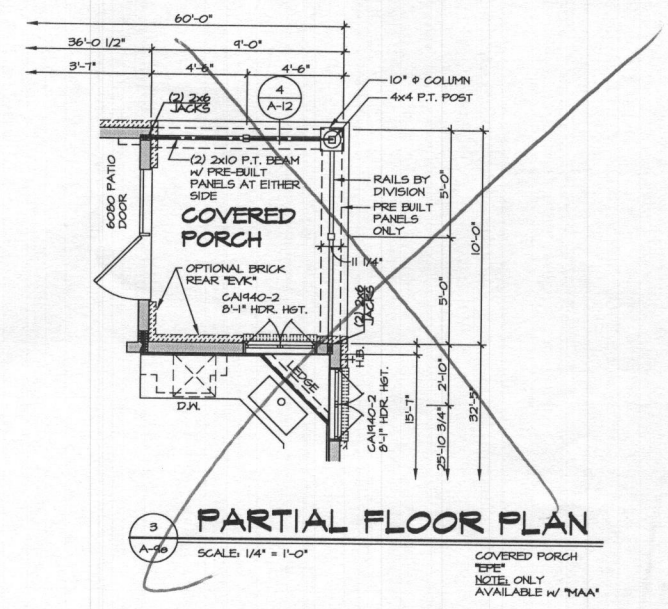 60'-0"
36'-0 1/2"
9'-0"
3'-7"
4'-6"
4'-6"
4
A-12
10" Φ COLUMN
4x4 P.T. POST
(2) 2x6
JACKS
(2) 2x10 P.T. BEAM
W/ PRE-BUILT
PANELS AT EITHER
SIDE
6080 PATIO
DOOR
COVERED
PORCH
RAILS BY
DIVISION
PRE BUILT
PANELS
ONLY
5'-0"
10'-0"
11 1/4"
OPTIONAL BRICK
REAR "EVK"
CA1940-2
8'-1" HDR. HGT.
(2) 2x6
JACKS
5'-0"
H.B.
LEDGE
D.W.
CA1940-2
8'-1" HDR. HGT.
15'-7"
2'-10"
25'-10 3/4"
32'-5"
3
PARTIAL FLOOR PLAN
SCALE: 1/4" = 1'-0"
COVERED PORCH
"EPE"
NOTE: ONLY
AVAILABLE W/ "MAA"